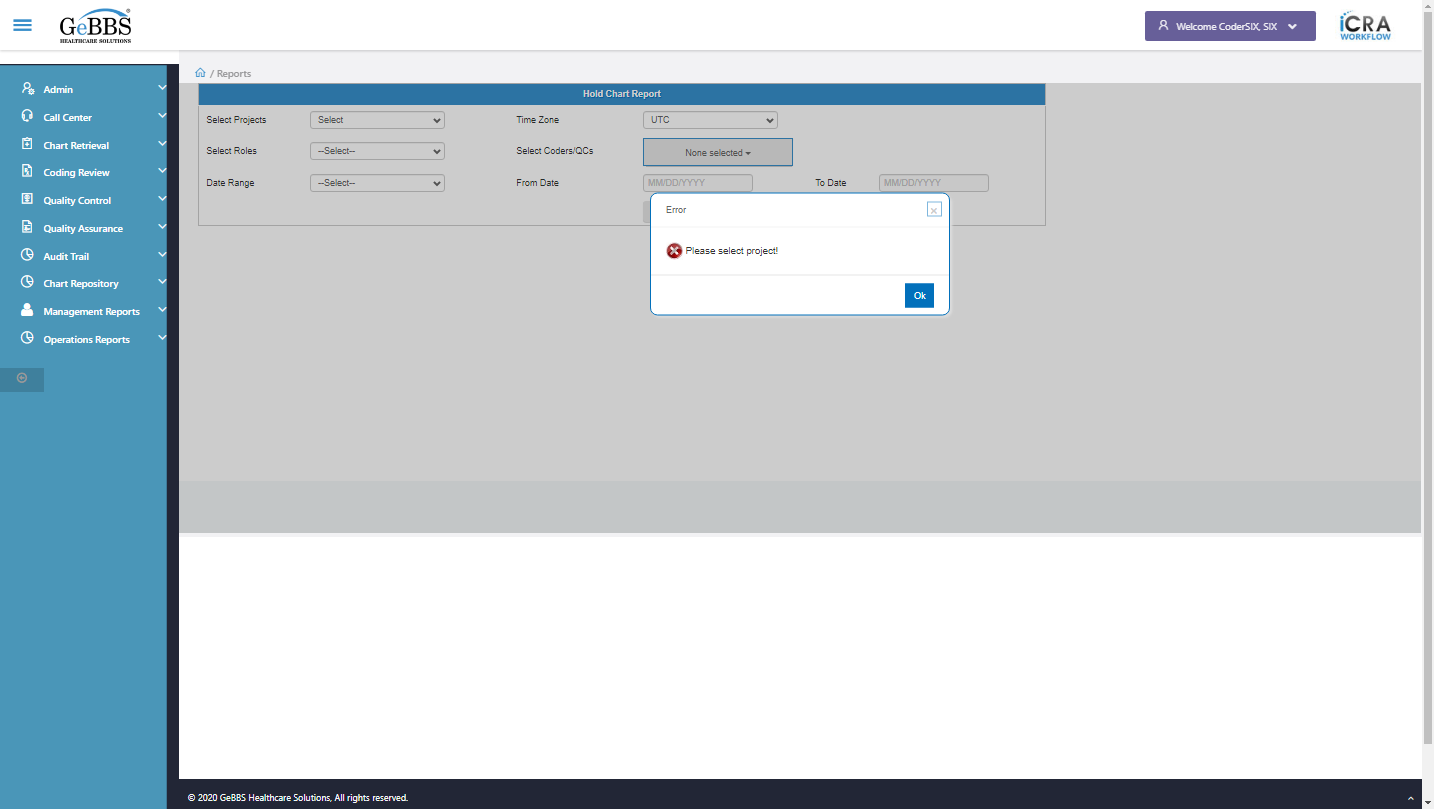 GeBBS®
HEALTHCARE SOLUTIONS
Welcome CoderSIX, SIX
iCRA
WORKFLOW
/ Reports
Admin
Call Center
Chart Retrieval
Coding Review
Quality Control
Quality Assurance
Audit Trail
Chart Repository
Management Reports
Operations Reports
Hold Chart Report
Select Projects Select Time Zone UTC
Select Roles --Select-- Select Coders/QCs None selected
Date Range --Select-- From Date MM/DD/YYYY To Date MM/DD/YYYY
Error
Please select project!
Ok
© 2020 GeBBS Healthcare Solutions, All rights reserved.